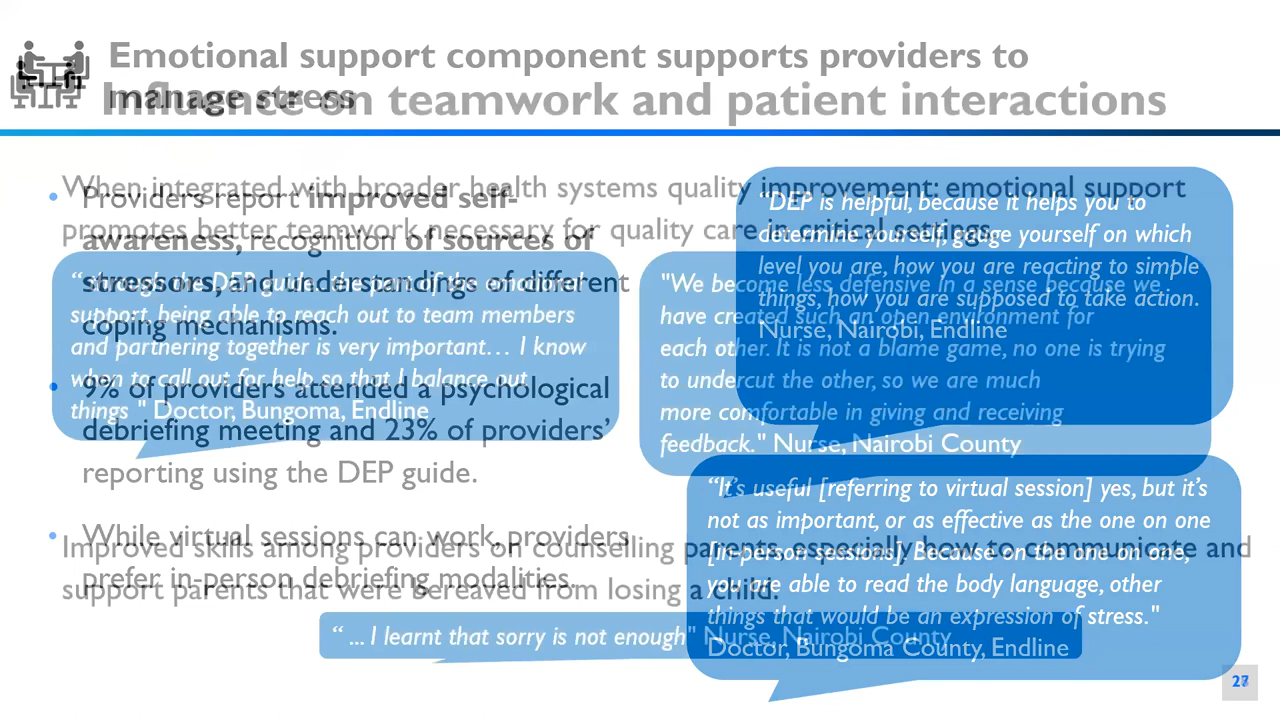 Emotional support component supports providers to
manage stress
Influence on teamwork and patient interactions
When integrated with broader health systems quality improvement: emotional support
promotes better teamwork necessary for quality care in critical settings.
• Providers report improved self-
awareness, recognition of sources of
stressors, and understandings of different
coping mechanisms.
• 9% of providers attended a psychological
debriefing meeting and 23% of providers’
reporting using the DEP guide.
• While virtual sessions can work, providers
prefer in-person debriefing modalities.
“through the DEP guide.. the part of the emotional
support, being able to reach out to team members
and partnering together is very important… I know
when to call out for help so that I balance out
things " Doctor, Bungoma, Endline
"We become less defensive in a sense because we
have created such an open environment for
each other. It is not a blame game, no one is trying
to undercut the other, so we are much
more comfortable in giving and receiving
feedback." Nurse, Nairobi County
“DEP is helpful, because it helps you to
determine yourself, gauge yourself on which
level you are, how you are reacting to simple
things, how you are supposed to take action.
Nurse, Nairobi, Endline
“It’s useful [referring to virtual session] yes, but it’s
not as important, or as effective as the one on one
[in-person sessions]. Because on the one on one,
you are able to read the body language, other
things that would be an expression of stress."
Doctor, Bungoma County, Endline
Improved skills among providers on counselling parents, especially how to communicate and
support parents that were bereaved from losing a child.
“ ... I learnt that sorry is not enough" Nurse, Nairobi County